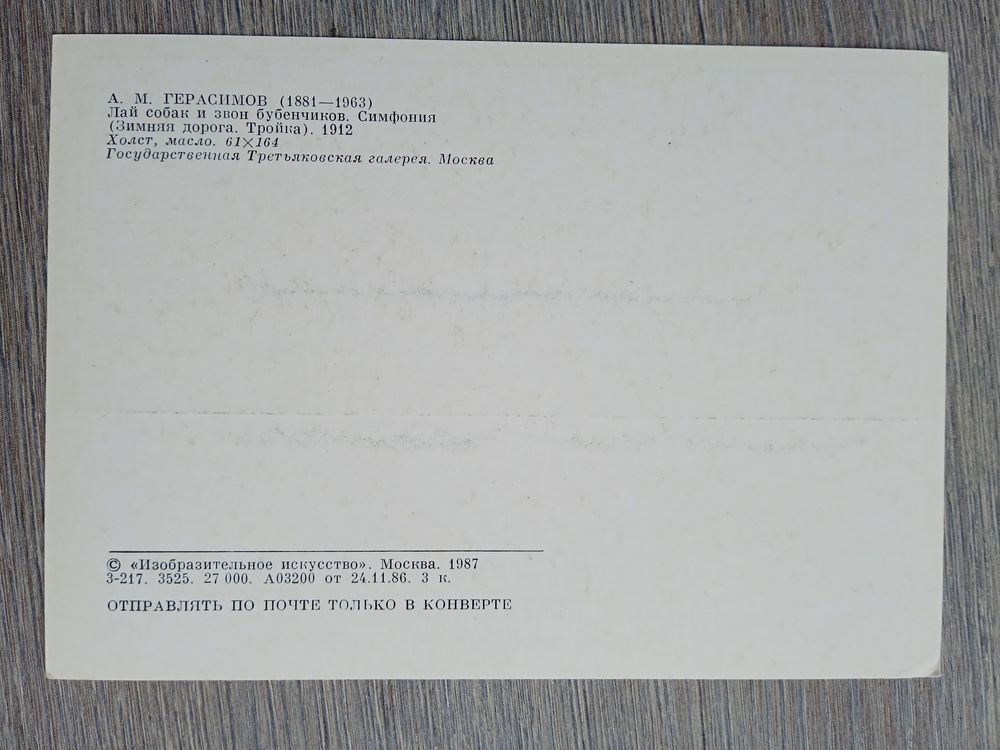 А. М. ГЕРАСИМОВ (1881—1963)
Лай собак и звон бубенчиков. Симфония
(Зимняя дорога. Тройка). 1912
Холст, масло. 61×164
Государственная Третьяковская галерея. Москва
© «Изобразительное искусство». Москва. 1987
3-217. 3525. 27 000. А03200 от 24.11.86. 3 к.
ОТПРАВЛЯТЬ ПО ПОЧТЕ ТОЛЬКО В КОНВЕРТЕ